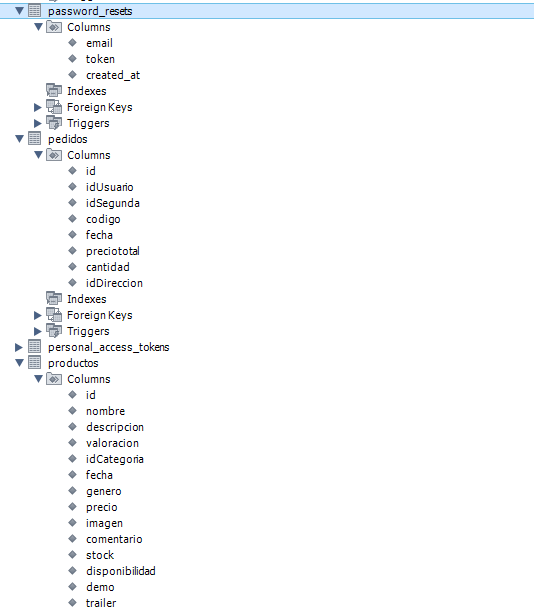 password_resets
Columns
email
token
created_at
Indexes
Foreign Keys
Triggers
pedidos
Columns
id
idUsuario
idSegunda
codigo
fecha
preciototal
cantidad
idDireccion
Indexes
Foreign Keys
Triggers
personal_access_tokens
productos
Columns
id
nombre
descripcion
valoracion
idCategoria
fecha
genero
precio
imagen
comentario
stock
disponibilidad
demo
trailer